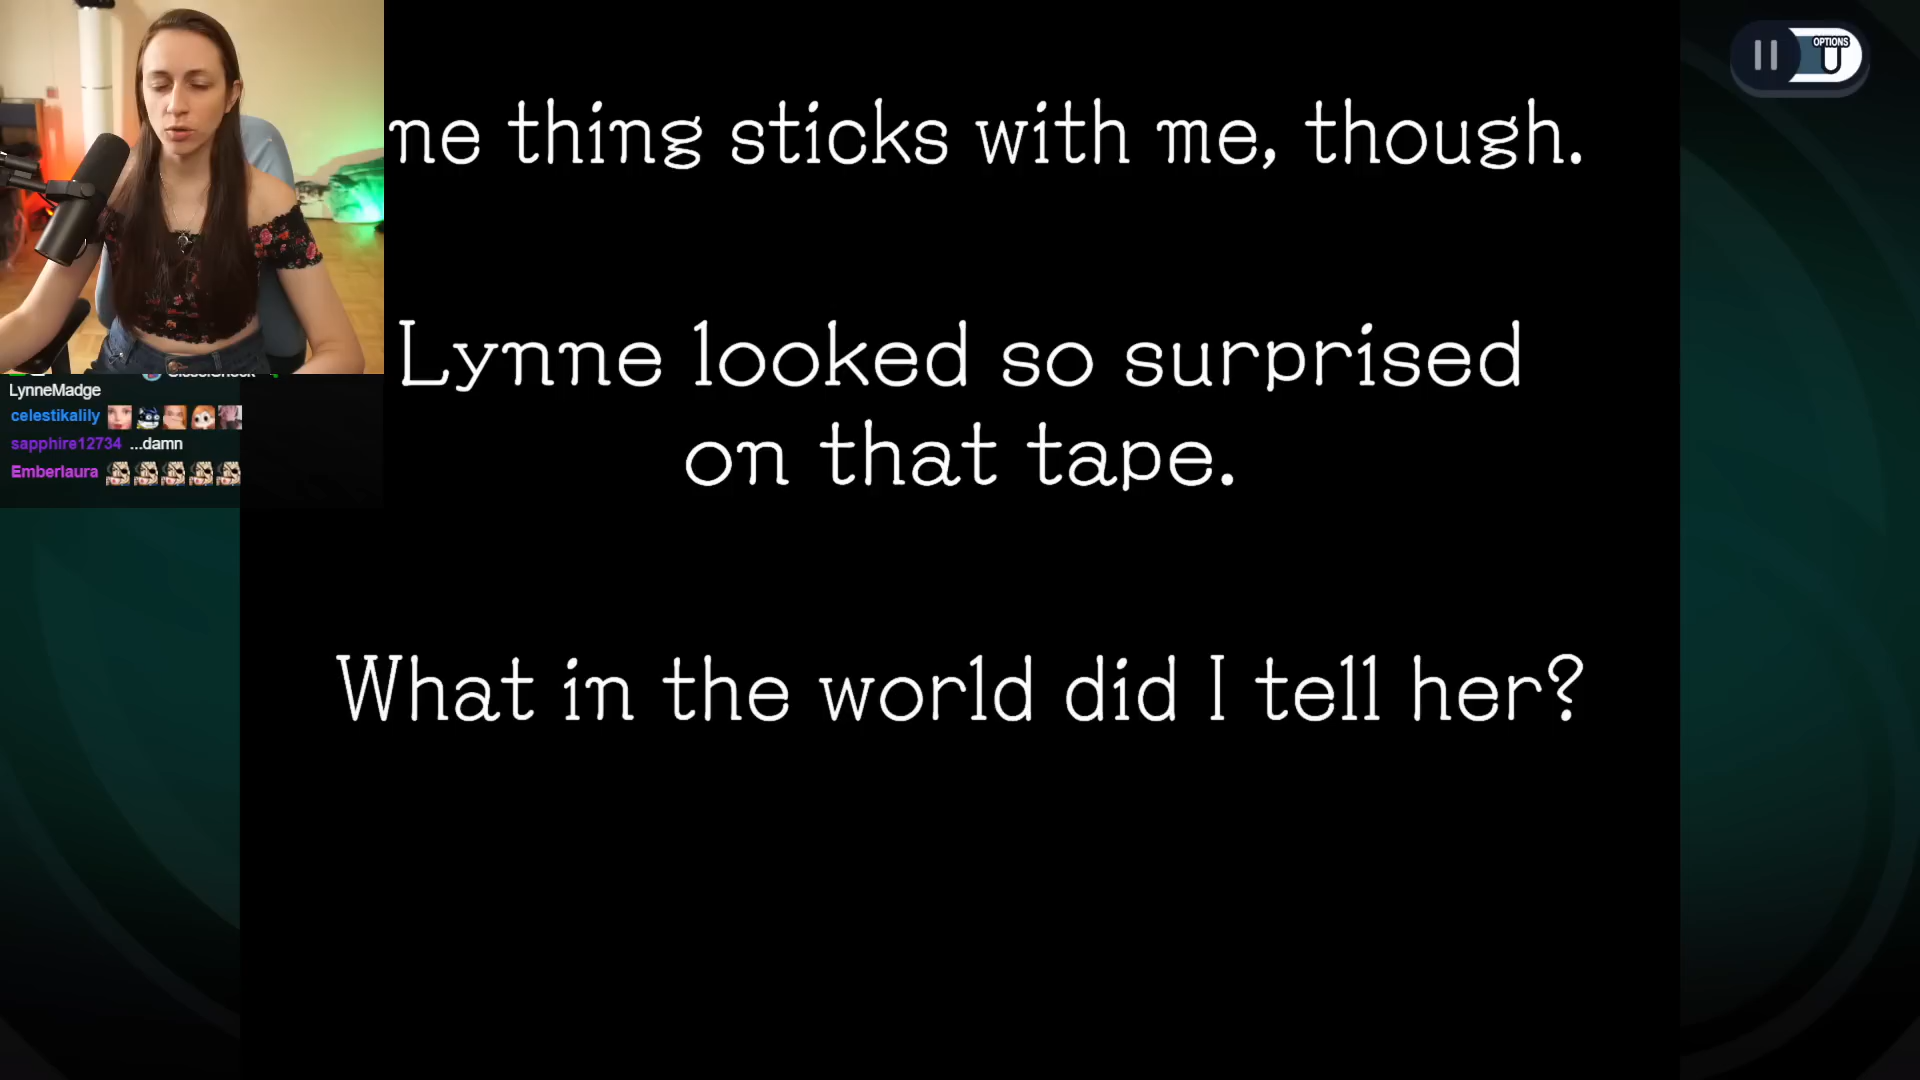 OPTIONS
ne thing sticks with me, though.
Lynne looked so surprised
on that tape.
What in the world did I tell her?
LynneMadge
celestikalily
sapphire12734 ...damn
Emberlaura